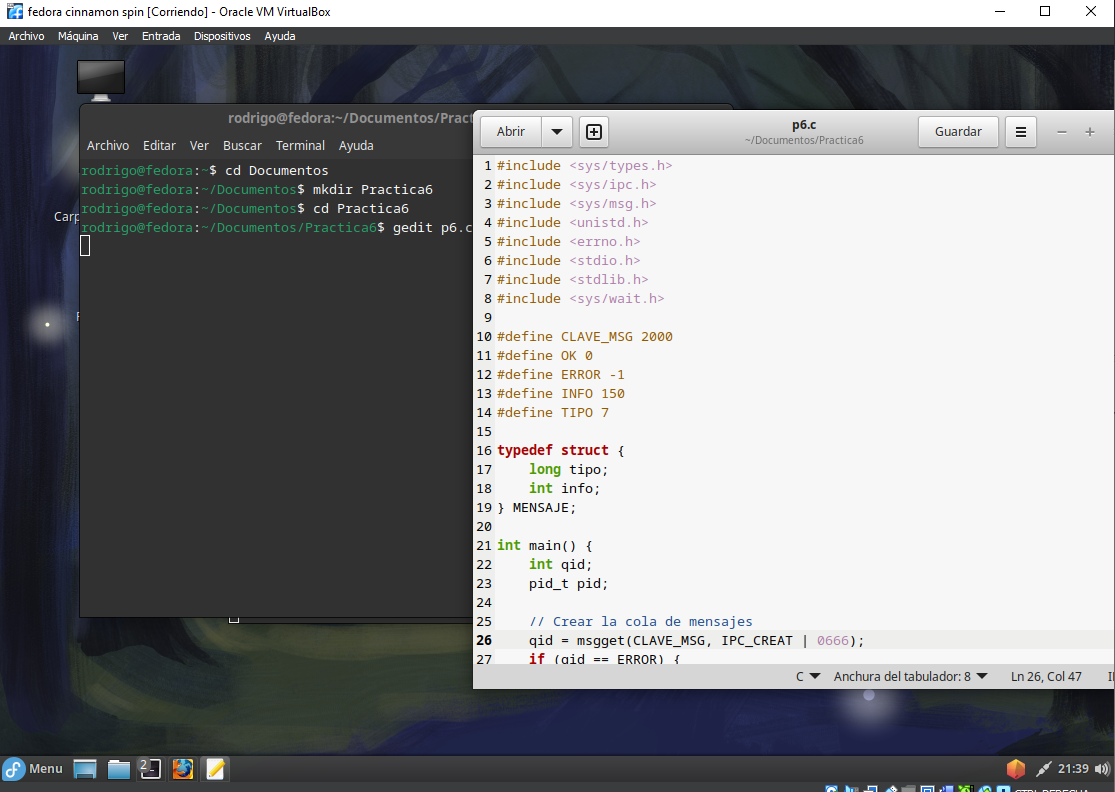 fedora cinnamon spin [Corriendo] - Oracle VM VirtualBox
Archivo Máquina Ver Entrada Dispositivos Ayuda
rodrigo@fedora:~/Documentos/Pract
Archivo Editar Ver Buscar Terminal Ayuda
rodrigo@fedora:~$ cd Documentos
rodrigo@fedora:~/Documentos$ mkdir Practica6
rodrigo@fedora:~/Documentos$ cd Practica6
rodrigo@fedora:~/Documentos/Practica6$ gedit p6.c
Carp
Abrir
p6.c
~/Documentos/Practica6
Guardar
1 #include <sys/types.h>
2 #include <sys/ipc.h>
3 #include <sys/msg.h>
4 #include <unistd.h>
5 #include <errno.h>
6 #include <stdio.h>
7 #include <stdlib.h>
8 #include <sys/wait.h>
9
10 #define CLAVE_MSG 2000
11 #define OK 0
12 #define ERROR -1
13 #define INFO 150
14 #define TIPO 7
15
16 typedef struct {
17 long tipo;
18 int info;
19 } MENSAJE;
20
21 int main() {
22 int qid;
23 pid_t pid;
24
25 // Crear la cola de mensajes
26 qid = msgget(CLAVE_MSG, IPC_CREAT | 0666);
27 if (qid == ERROR) {
C Anchura del tabulador: 8 Ln 26, Col 47
Menu
2
21:39
CTRL DERECHA